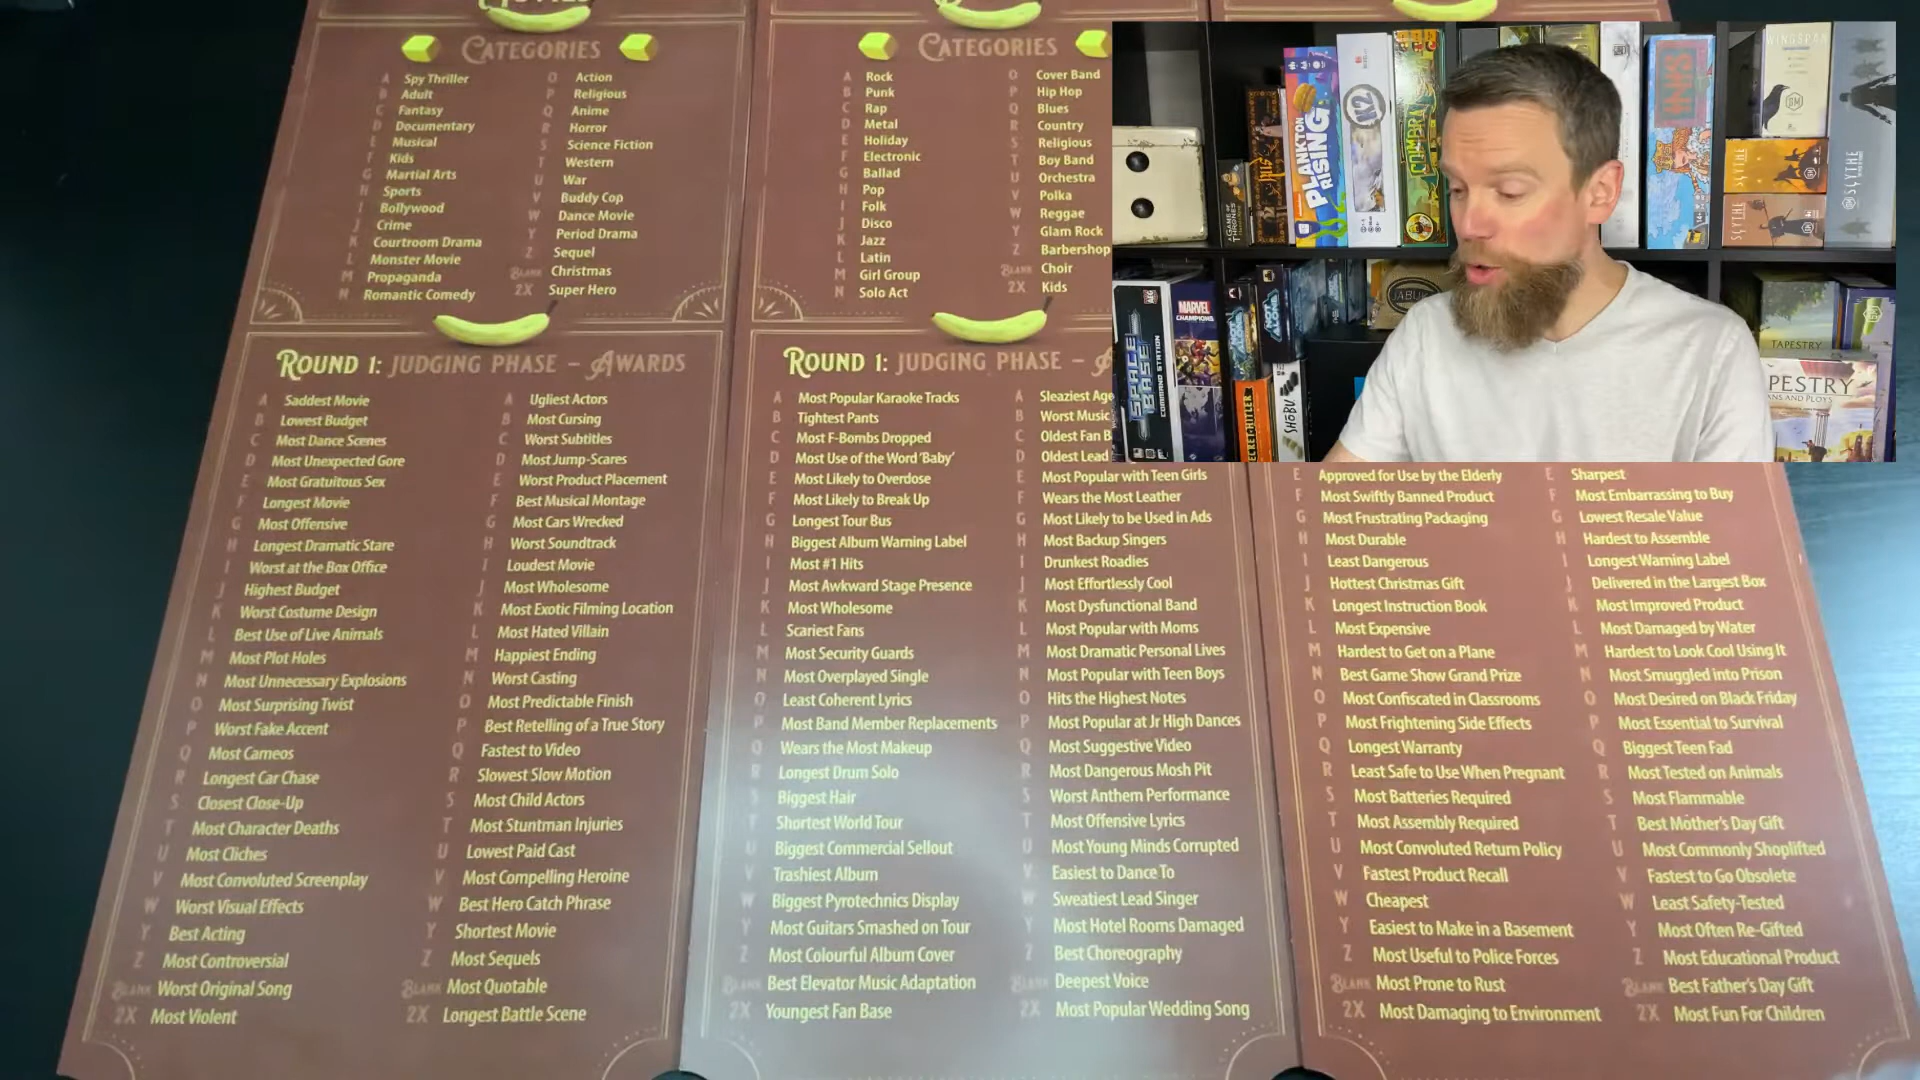 CATEGORIES
A Spy Thriller
B Adult
C Fantasy
D Documentary
E Musical
F Kids
G Martial Arts
H Sports
I Bollywood
J Crime
K Courtroom Drama
L Monster Movie
M Propaganda
N Romantic Comedy
O Action
P Religious
Q Anime
R Horror
S Science Fiction
T Western
U War
V Buddy Cop
W Dance Movie
Y Period Drama
Z Sequel
BLANK Christmas
2X Super Hero
ROUND 1: JUDGING PHASE – AWARDS
A Saddest Movie
B Lowest Budget
C Most Dance Scenes
D Most Unexpected Gore
E Most Gratuitous Sex
F Longest Movie
G Most Offensive
H Longest Dramatic Stare
I Worst at the Box Office
J Highest Budget
K Worst Costume Design
L Best Use of Live Animals
M Most Plot Holes
N Most Unnecessary Explosions
O Most Surprising Twist
P Worst Fake Accent
Q Most Cameos
R Longest Car Chase
S Closest Close-Up
T Most Character Deaths
U Most Cliches
V Most Convoluted Screenplay
W Worst Visual Effects
Y Best Acting
Z Most Controversial
BLANK Worst Original Song
2X Most Violent
A Ugliest Actors
B Most Cursing
C Worst Subtitles
D Most Jump-Scares
E Worst Product Placement
F Best Musical Montage
G Most Cars Wrecked
H Worst Soundtrack
I Loudest Movie
J Most Wholesome
K Most Exotic Filming Location
L Most Hated Villain
M Happiest Ending
N Worst Casting
O Most Predictable Finish
P Best Retelling of a True Story
Q Fastest to Video
R Slowest Slow Motion
S Most Child Actors
T Most Stuntman Injuries
U Lowest Paid Cast
V Most Compelling Heroine
W Best Hero Catch Phrase
Y Shortest Movie
Z Most Sequels
BLANK Most Quotable
2X Longest Battle Scene
CATEGORIES
A Rock
B Punk
C Rap
D Metal
E Holiday
F Electronic
G Ballad
H Pop
I Folk
J Disco
K Jazz
L Latin
M Girl Group
N Solo Act
O Cover Band
P Hip Hop
Q Blues
R Country
S Religious
T Boy Band
U Orchestra
V Polka
W Reggae
Y Glam Rock
Z Barbershop
BLANK Choir
2X Kids
ROUND 1: JUDGING PHASE –
A Most Popular Karaoke Tracks
B Tightest Pants
C Most F-Bombs Dropped
D Most Use of the Word 'Baby'
E Most Likely to Overdose
F Most Likely to Break Up
G Longest Tour Bus
H Biggest Album Warning Label
I Most #1 Hits
J Most Awkward Stage Presence
K Most Wholesome
L Scariest Fans
M Most Security Guards
N Most Overplayed Single
O Least Coherent Lyrics
P Most Band Member Replacements
Q Wears the Most Makeup
R Longest Drum Solo
S Biggest Hair
T Shortest World Tour
U Biggest Commercial Sellout
V Trashiest Album
W Biggest Pyrotechnics Display
Y Most Guitars Smashed on Tour
Z Most Colourful Album Cover
BLANK Best Elevator Music Adaptation
2X Youngest Fan Base
A Sleaziest Age
B Worst Music
C Oldest Fan B
D Oldest Lead
E Most Popular with Teen Girls
F Wears the Most Leather
G Most Likely to be Used in Ads
H Most Backup Singers
I Drunkest Roadies
J Most Effortlessly Cool
K Most Dysfunctional Band
L Most Popular with Moms
M Most Dramatic Personal Lives
N Most Popular with Teen Boys
O Hits the Highest Notes
P Most Popular at Jr High Dances
Q Most Suggestive Video
R Most Dangerous Mosh Pit
S Worst Anthem Performance
T Most Offensive Lyrics
U Most Young Minds Corrupted
V Easiest to Dance To
W Sweatiest Lead Singer
Y Most Hotel Rooms Damaged
Z Best Choreography
BLANK Deepest Voice
2X Most Popular Wedding Song
E Approved for Use by the Elderly
F Most Swiftly Banned Product
G Most Frustrating Packaging
H Most Durable
I Least Dangerous
J Hottest Christmas Gift
K Longest Instruction Book
L Most Expensive
M Hardest to Get on a Plane
N Best Game Show Grand Prize
O Most Confiscated in Classrooms
P Most Frightening Side Effects
Q Longest Warranty
R Least Safe to Use When Pregnant
S Most Batteries Required
T Most Assembly Required
U Most Convoluted Return Policy
V Fastest Product Recall
W Cheapest
Y Easiest to Make in a Basement
Z Most Useful to Police Forces
BLANK Most Prone to Rust
2X Most Damaging to Environment
E Sharpest
F Most Embarrassing to Buy
G Lowest Resale Value
H Hardest to Assemble
I Longest Warning Label
J Delivered in the Largest Box
K Most Improved Product
L Most Damaged by Water
M Hardest to Look Cool Using It
N Most Smuggled into Prison
O Most Desired on Black Friday
P Most Essential to Survival
Q Biggest Teen Fad
R Most Tested on Animals
S Most Flammable
T Best Mother's Day Gift
U Most Commonly Shoplifted
V Fastest to Go Obsolete
W Least Safety-Tested
Y Most Often Re-Gifted
Z Most Educational Product
BLANK Best Father's Day Gift
2X Most Fun For Children
GAME OF THRONES
PLANKTON RISING
INIS
WINGSPAN
SCYTHE
SCYTHE
SCYTHE
AEG
SPACE BASE
COMMAND STATION
MARVEL
CHAMPIONS
NOT ALONE
NOT ALONE
SECRET HITLER
SHŌBU
TAPESTRY
PESTRY
ANS AND PLOYS